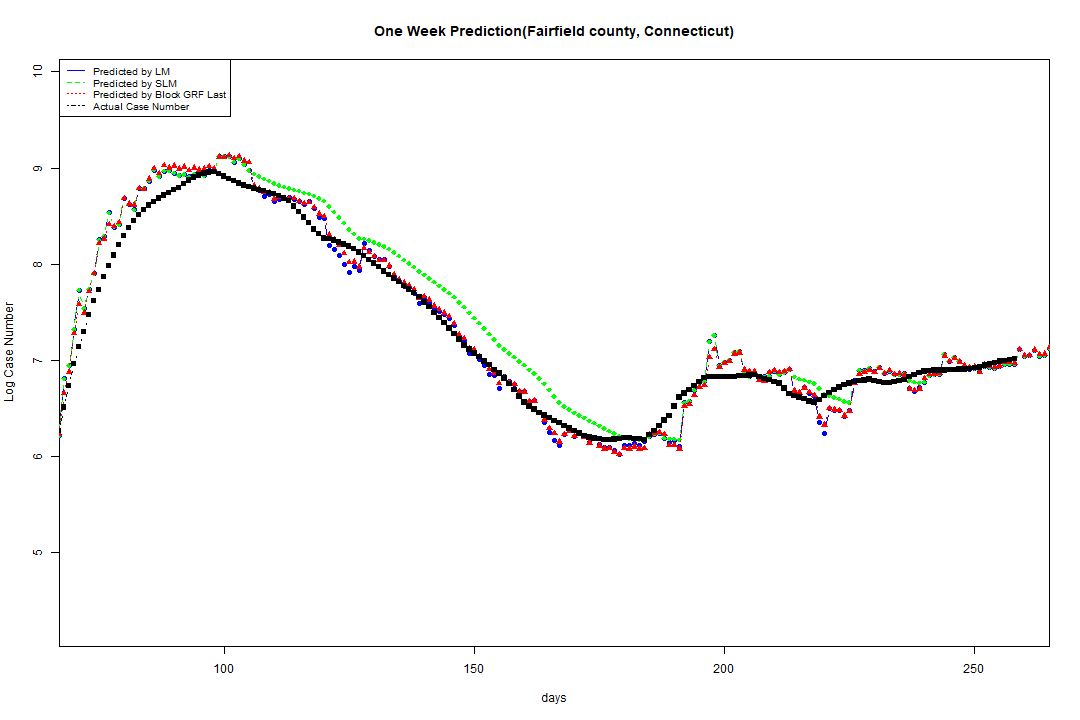 One Week Prediction(Fairfield county, Connecticut)
Predicted by LM
Predicted by SLM
Predicted by Block GRF Last
Actual Case Number
10
9
8
7
6
5
Log Case Number
100 150 200 250
days